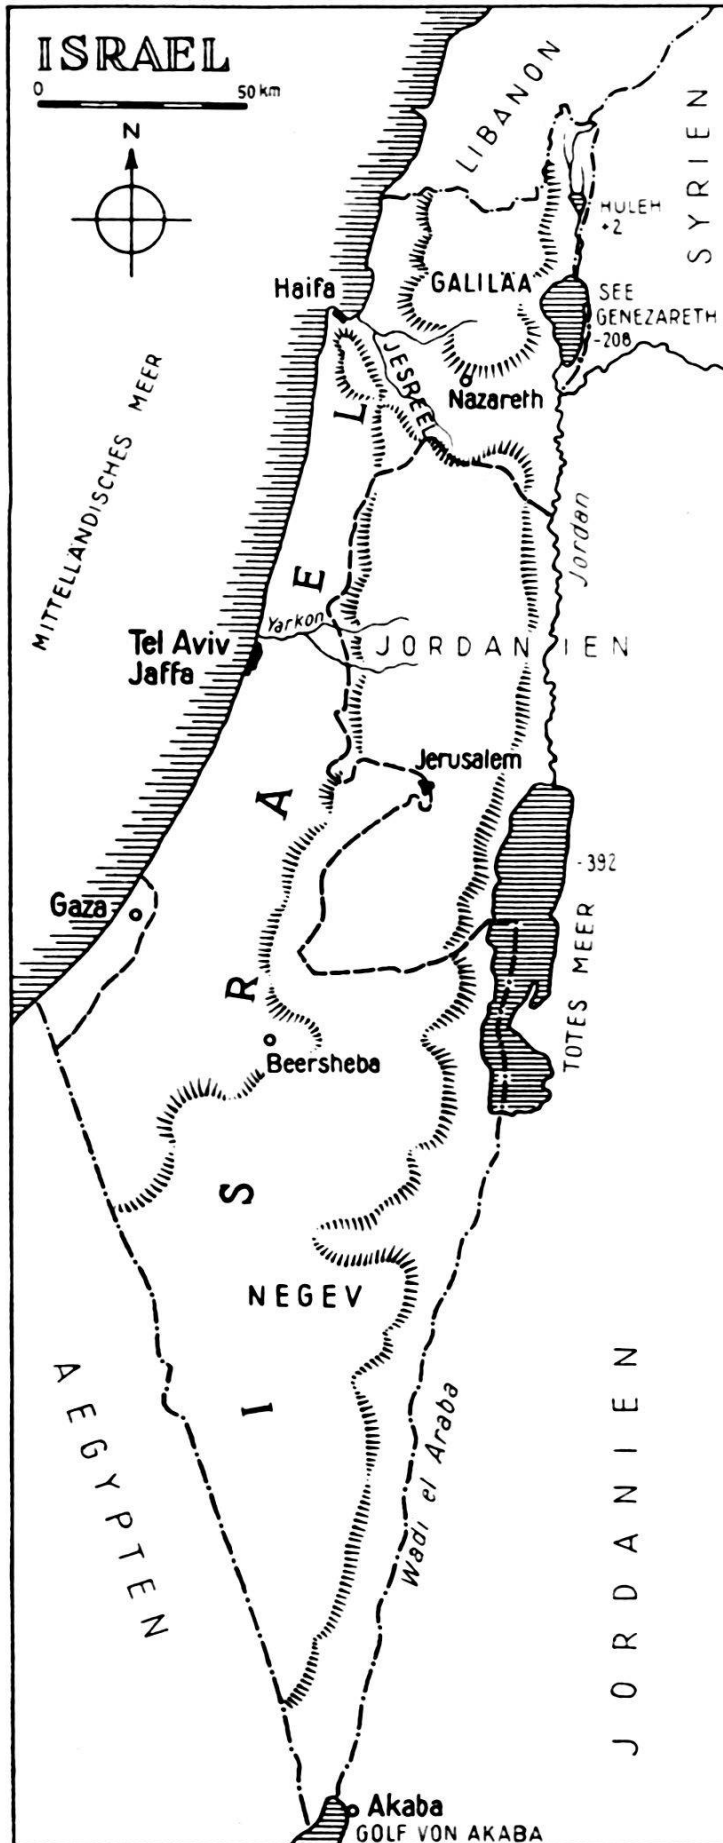 ISRAEL
0 50 km
N
LIBANON
SYRIEN
HULEH
+2
GALILÄA
SEE
GENEZARETH
-208
Haifa
JESREEL
Nazareth
MITTELLÄNDISCHES MEER
Jordan
Yarkon
Tel Aviv
Jaffa
JORDANIEN
Jerusalem
-392
Gaza
TOTES MEER
Beersheba
ISRAEL
NEGEV
AEGYPTEN
Wadi el Araba
JORDANIEN
Akaba
GOLF VON AKABA